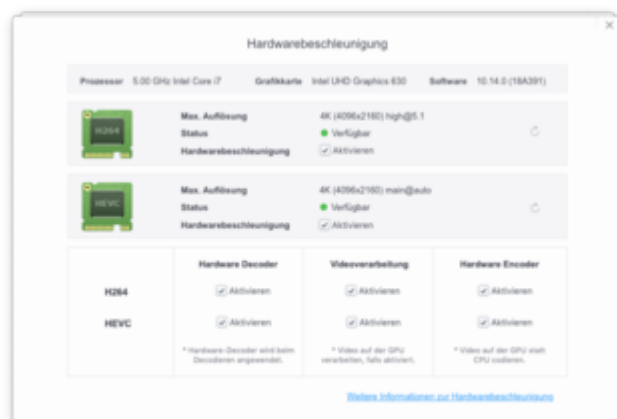 Hardwarebeschleunigung
Prozessor 5.00 GHz Intel Core i7 Grafikkarte Intel UHD Graphics 630 Software 10.14.0 (18A391)
H264
Max. Auflösung 4K (4096x2160) high@5.1
Status Verfügbar
Hardwarebeschleunigung Aktivieren
HEVC
Max. Auflösung 4K (4096x2160) main@auto
Status Verfügbar
Hardwarebeschleunigung Aktivieren
Hardware Decoder Videoverarbeitung Hardware Encoder
H264 Aktivieren Aktivieren Aktivieren
HEVC Aktivieren Aktivieren Aktivieren
* Hardware-Decoder wird beim Decodieren angewendet.
* Video auf der GPU verarbeiten, falls aktiviert.
* Video auf der GPU statt CPU codieren.
Weitere Informationen zur Hardwarebeschleunigung